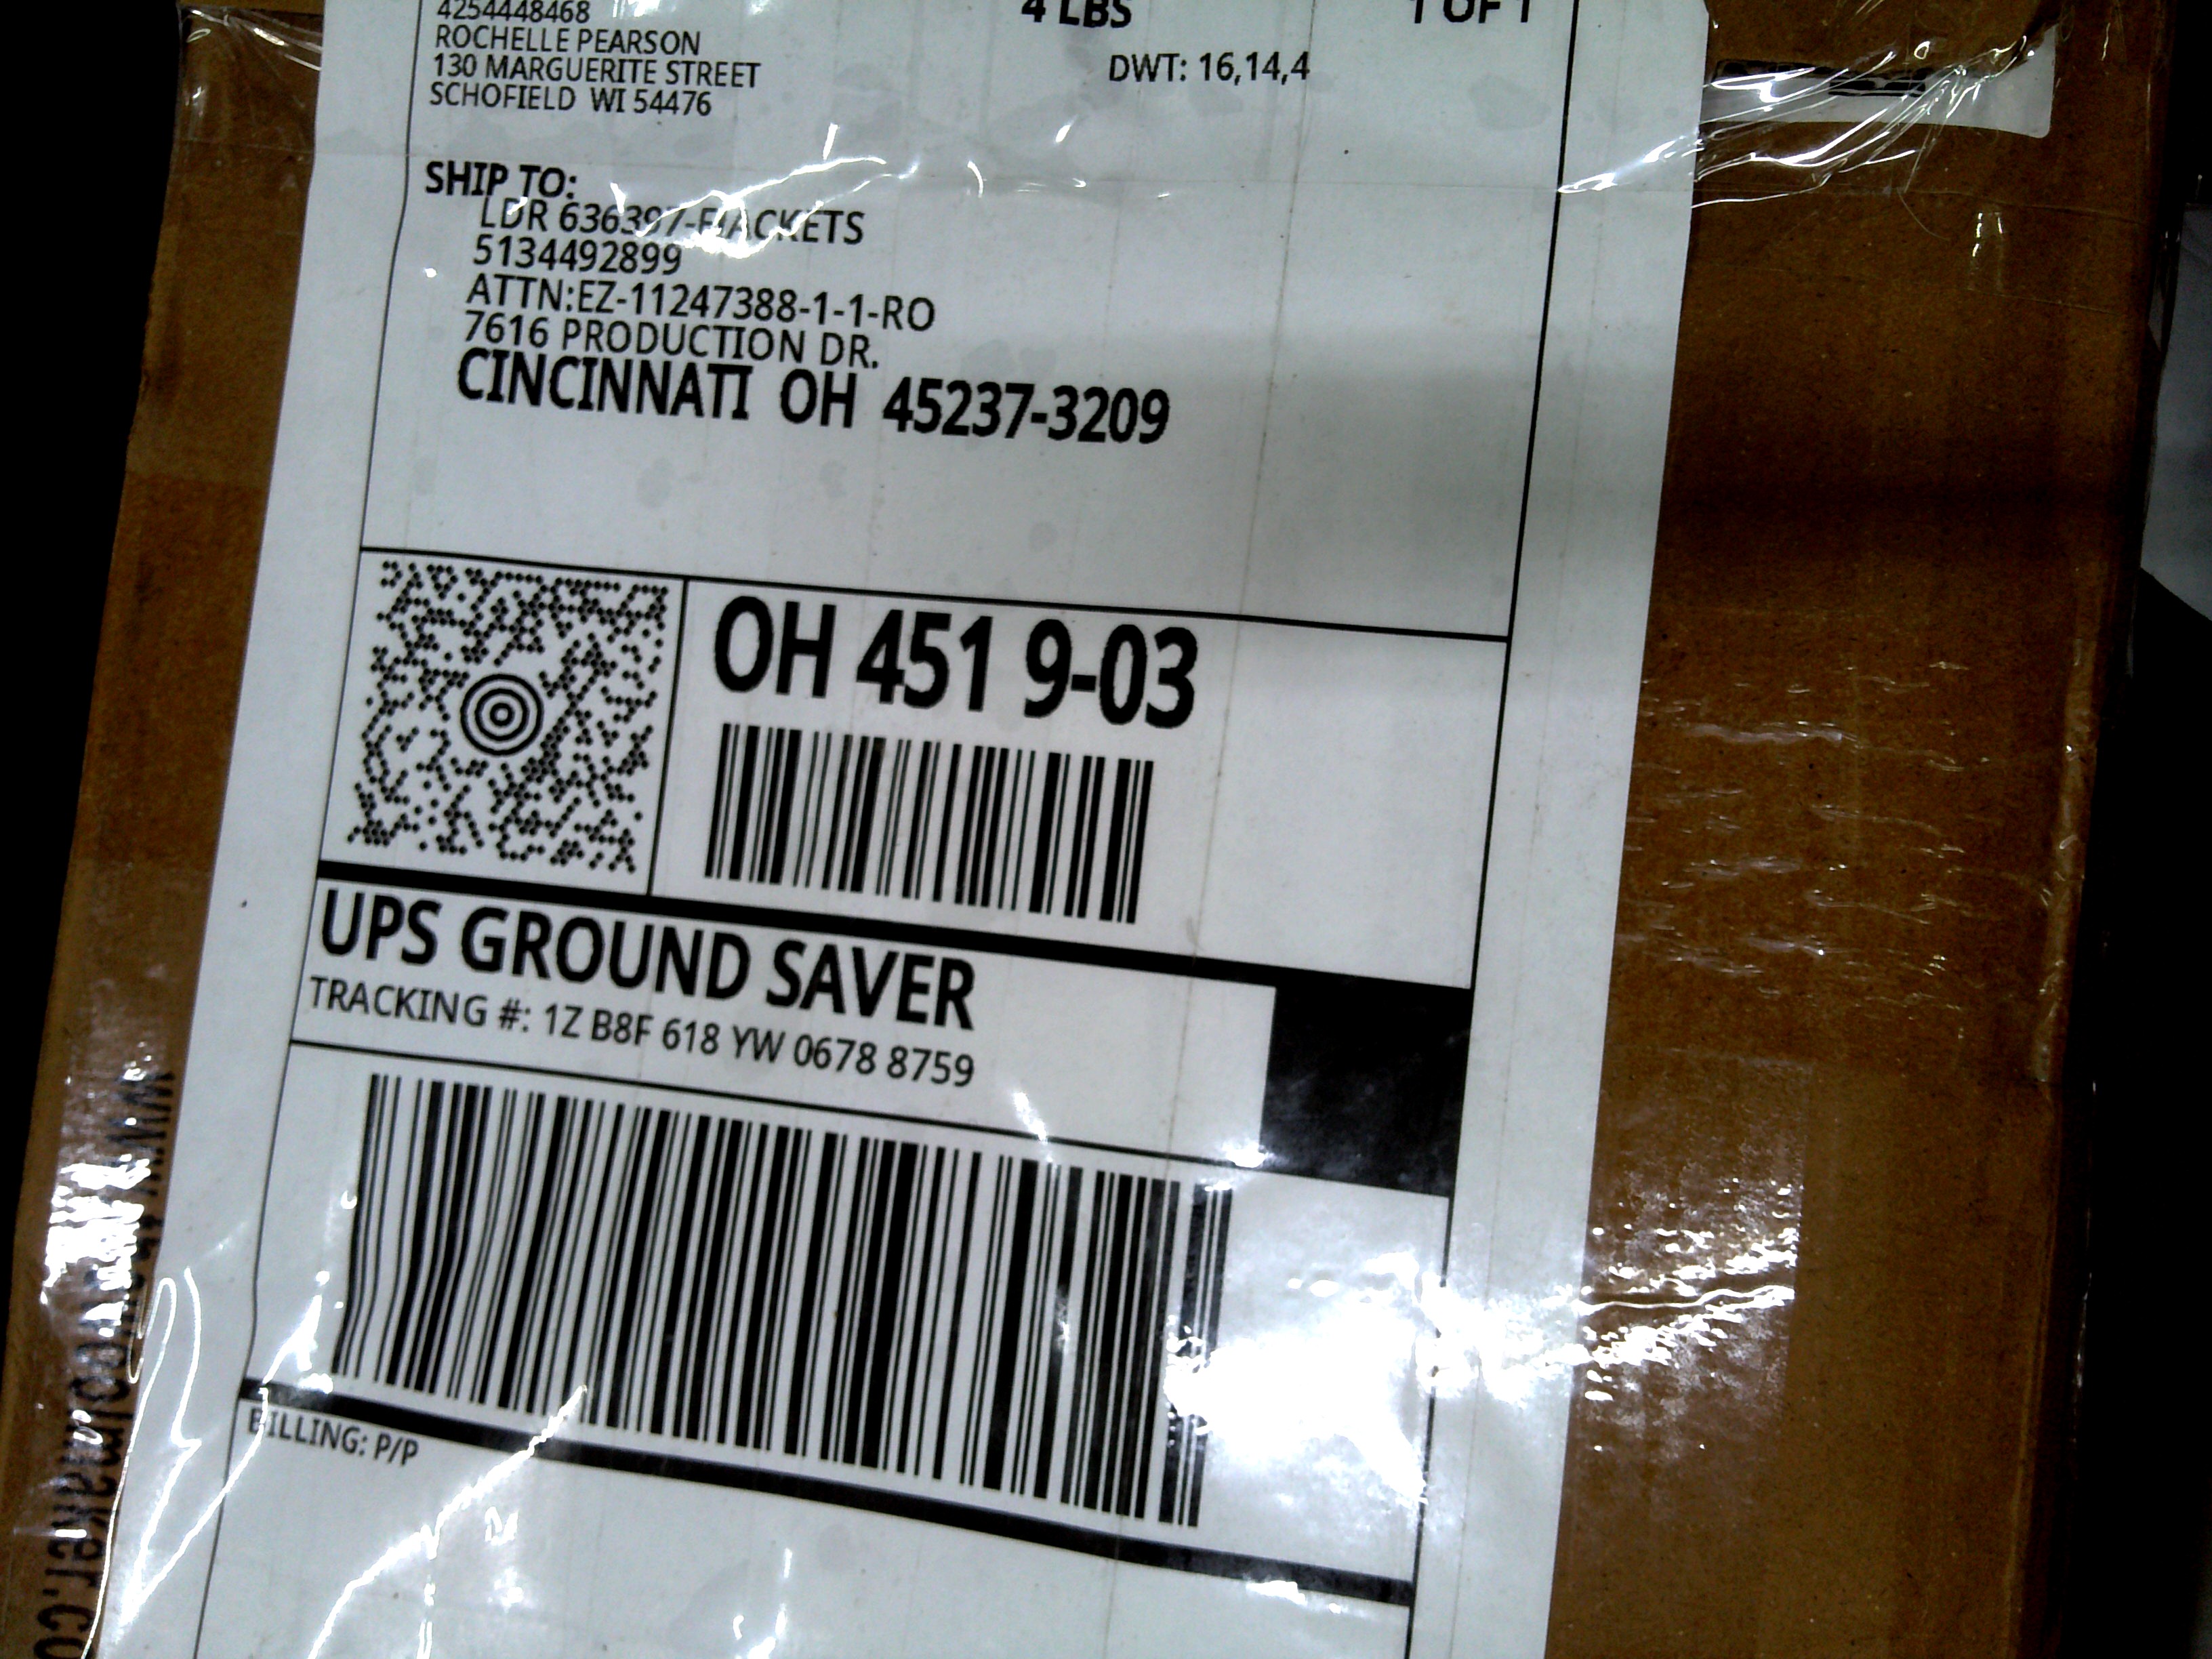 4254448468
ROCHELLE PEARSON
130 MARGUERITE STREET
SCHOFIELD WI 54476
4 LBS
1 OF 1
DWT: 16,14,4
SHIP TO:
LDR 636397-F/JACKETS
5134492899
ATTN:EZ-11247388-1-1-RO
7616 PRODUCTION DR.
CINCINNATI OH 45237-3209
OH 451 9-03
UPS GROUND SAVER
TRACKING #: 1Z B8F 618 YW 0678 8759
BILLING: P/P